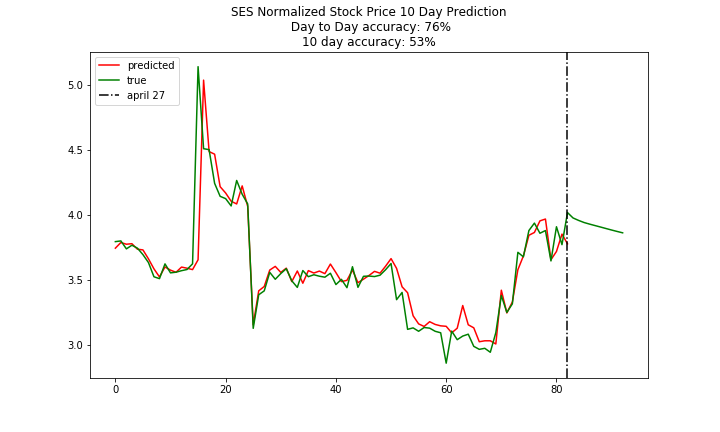 SES Normalized Stock Price 10 Day Prediction
Day to Day accuracy: 76%
10 day accuracy: 53%
predicted
true
april 27
5.0
4.5
4.0
3.5
3.0
0 20 40 60 80